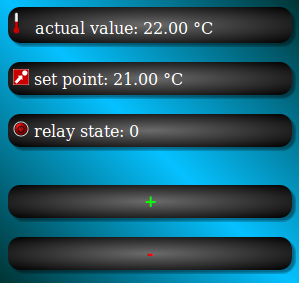 actual value: 22.00 °C
set point: 21.00 °C
relay state: 0
+
-